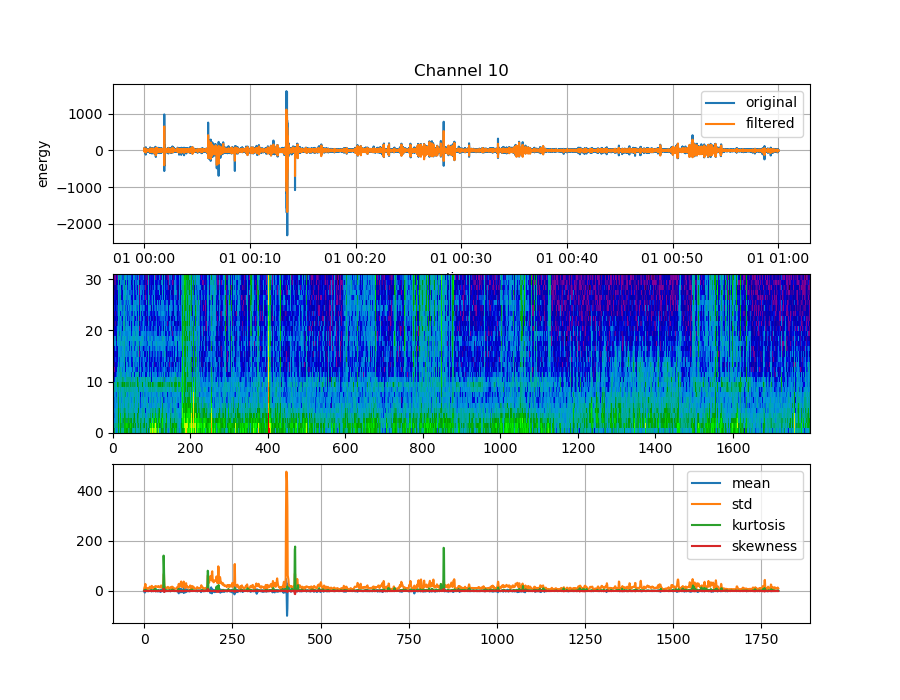 Channel 10
energy
1000
0
−1000
−2000
original
filtered
01 00:00 01 00:10 01 00:20 01 00:30 01 00:40 01 00:50 01 01:00
30
20
10
0
0 200 400 600 800 1000 1200 1400 1600
400
200
0
mean
std
kurtosis
skewness
0 250 500 750 1000 1250 1500 1750